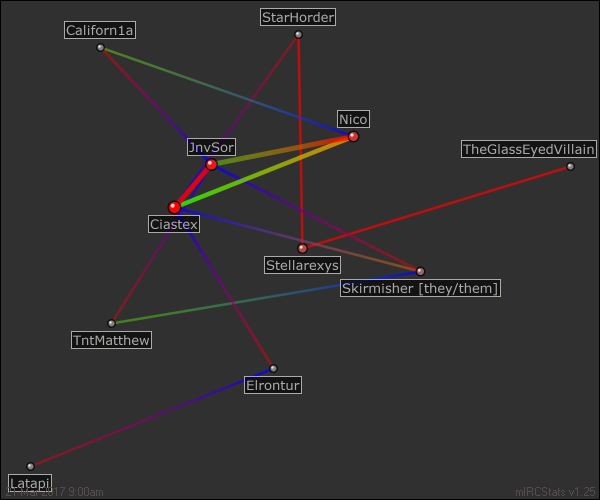 StarHorder
Californ1a
Nico
JnvSor
TheGlassEyedVillain
Ciastex
Stellarexys
Skirmisher [they/them]
TntMatthew
Elrontur
Latapi
2017 9:00am
mIRCStats v1.25